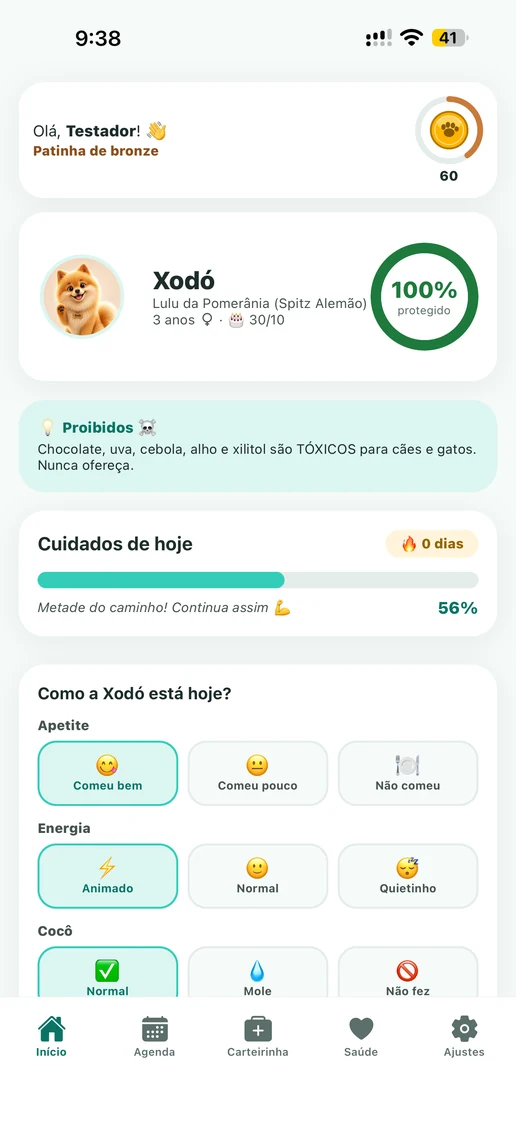 9:38
41
Olá, Testador! 👋
Patinha de bronze
60
Xodó
Lulu da Pomerânia (Spitz Alemão)
3 anos ♀ · 🎂 30/10
100%
protegido
💡 Proibidos ☠️
Chocolate, uva, cebola, alho e xilitol são TÓXICOS para cães e gatos.
Nunca ofereça.
Cuidados de hoje
🔥 0 dias
Metade do caminho! Continua assim 💪
56%
Como a Xodó está hoje?
Apetite
Comeu bem
Comeu pouco
Não comeu
Energia
Animado
Normal
Quietinho
Cocô
Normal
Mole
Não fez
Início
Agenda
Carteirinha
Saúde
Ajustes